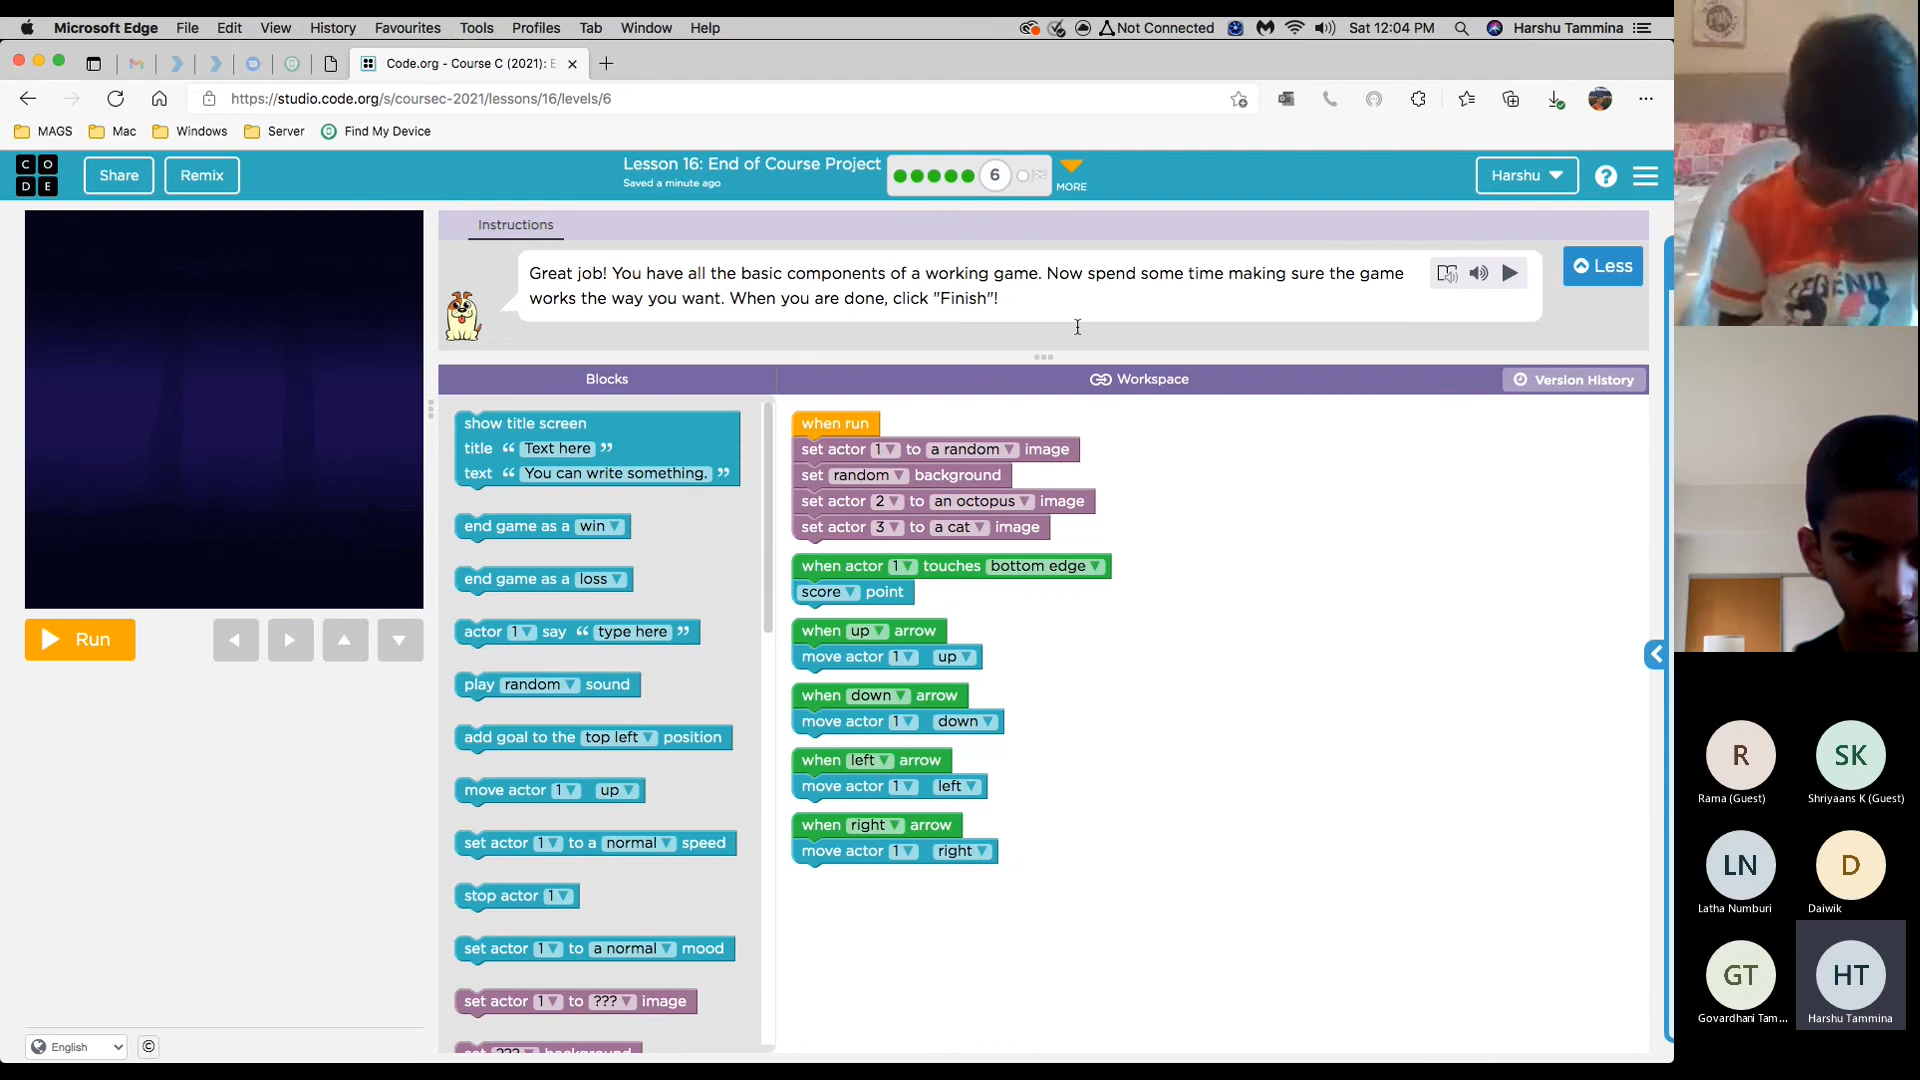 Microsoft Edge File Edit View History Favourites Tools Profiles Tab Window Help Not Connected Sat 12:04 PM Harshu Tammina
Code.org - Course C (2021): E
https://studio.code.org/s/coursec-2021/lessons/16/levels/6
MAGS Mac Windows Server Find My Device
C O D E
Share Remix
Lesson 16: End of Course Project
Saved a minute ago
6
MORE
Harshu
?
Instructions
Great job! You have all the basic components of a working game. Now spend some time making sure the game
works the way you want. When you are done, click "Finish"!
Less
Blocks
Workspace
Version History
show title screen
title “ Text here ”
text “ You can write something. ”
end game as a win
end game as a loss
actor 1 say “ type here ”
play random sound
add goal to the top left position
move actor 1 up
set actor 1 to a normal speed
stop actor 1
set actor 1 to a normal mood
set actor 1 to ??? image
set ??? background
when run
set actor 1 to a random image
set random background
set actor 2 to an octopus image
set actor 3 to a cat image
when actor 1 touches bottom edge
score point
when up arrow
move actor 1 up
when down arrow
move actor 1 down
when left arrow
move actor 1 left
when right arrow
move actor 1 right
Run
English
©
LEGEND
R
Rama (Guest)
SK
Shriyaans K (Guest)
LN
Latha Numburi
D
Daiwik
GT
Govardhani Tam...
HT
Harshu Tammina